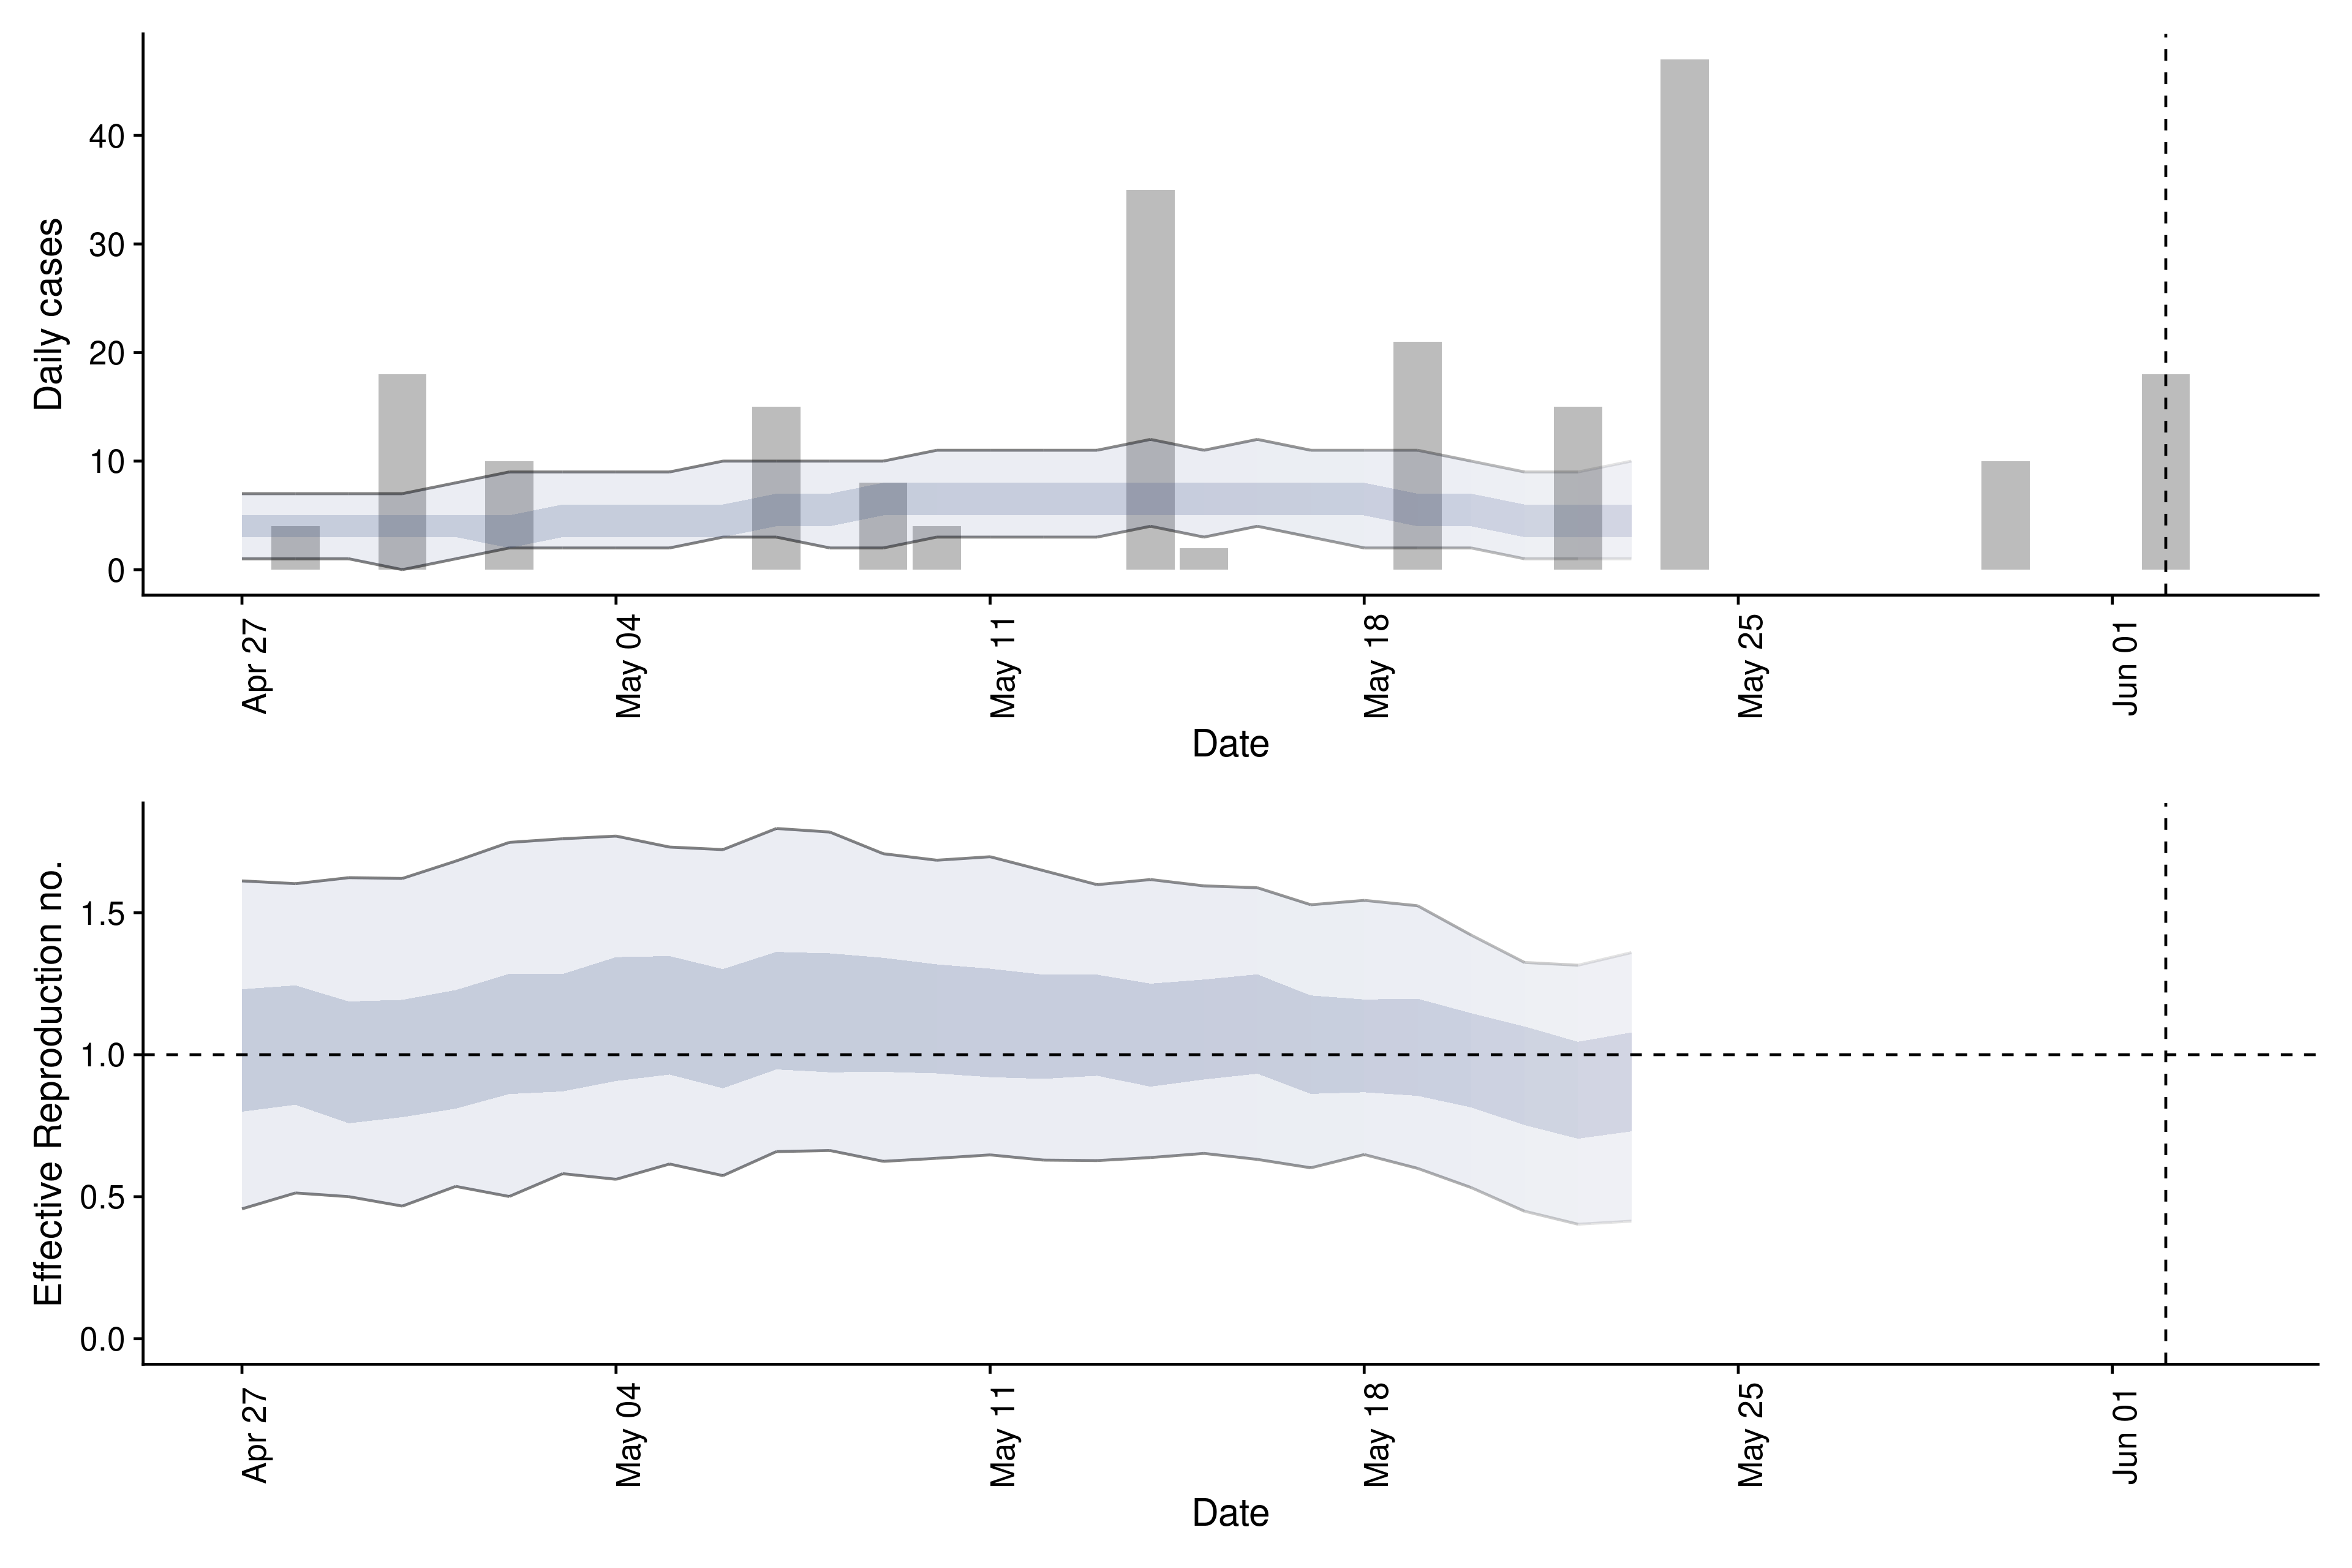 Daily cases
40
30
20
10
0
Apr 27
May 04
May 11
May 18
May 25
Jun 01
Date
Effective Reproduction no.
1.5
1.0
0.5
0.0
Apr 27
May 04
May 11
May 18
May 25
Jun 01
Date